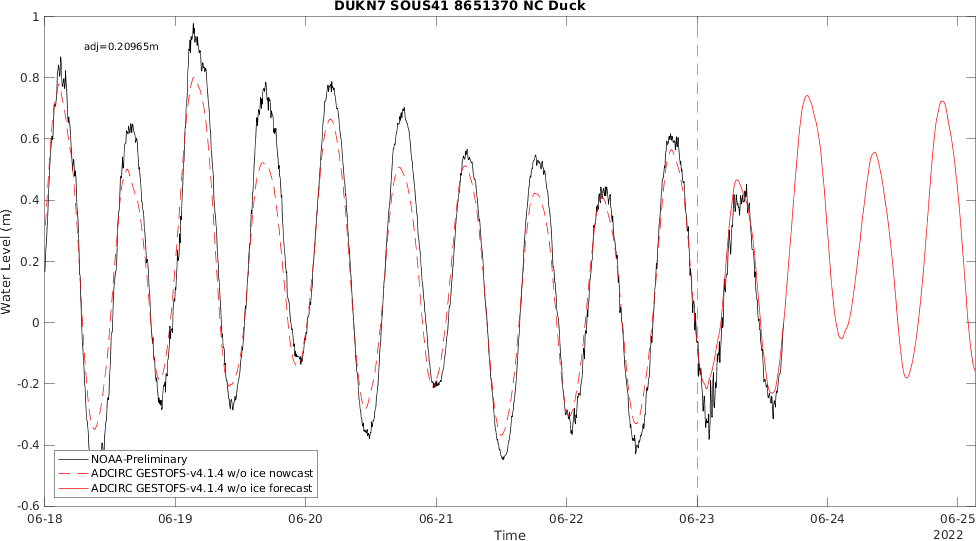 DUKN7 SOUS41 8651370 NC Duck
adj=0.20965m
1
0.8
0.6
0.4
0.2
0
-0.2
-0.4
-0.6
Water Level (m)
NOAA-Preliminary
ADCIRC GESTOFS-v4.1.4 w/o ice nowcast
ADCIRC GESTOFS-v4.1.4 w/o ice forecast
06-18 06-19 06-20 06-21 06-22 06-23 06-24 06-25
Time
2022